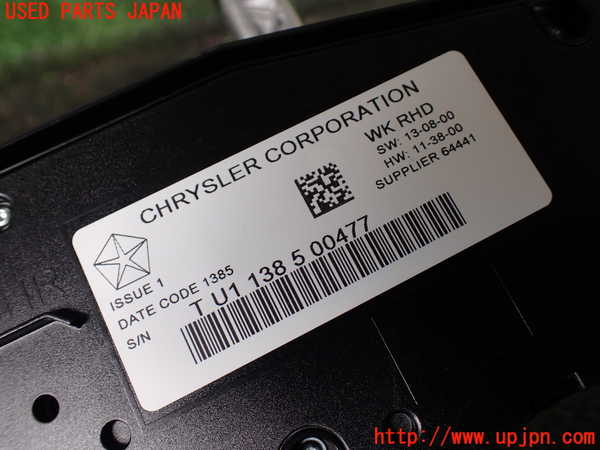 USED PARTS JAPAN
CHRYSLER CORPORATION
WK RHD
SW: 13-08-00
HW: 11-38-00
SUPPLIER 64441
ISSUE 1
DATE CODE 1385
S/N
T U1 138 5 00477
http://www.upjpn.com/